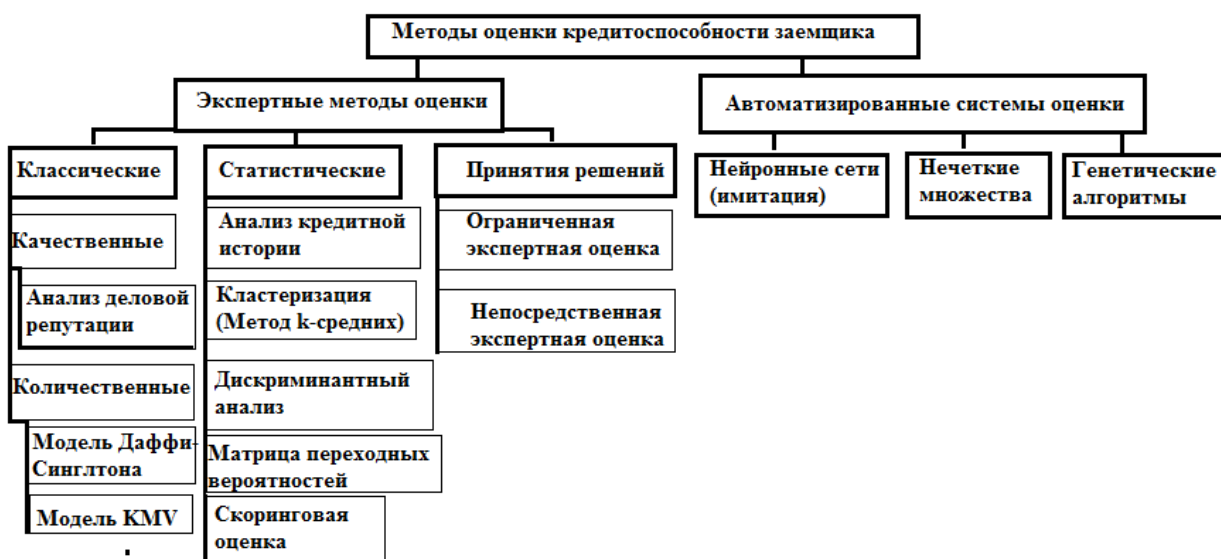 Методы оценки кредитоспособности заемщика
Экспертные методы оценки
Автоматизированные системы оценки
Классические
Качественные
Анализ деловой
репутации
Количественные
Модель Даффи-
Синглтона
Модель KMV
Статистические
Анализ кредитной
истории
Кластеризация
(Метод k-средних)
Дискриминантный
анализ
Матрица переходных
вероятностей
Скоринговая
оценка
Принятия решений
Ограниченная
экспертная оценка
Непосредственная
экспертная оценка
Нейронные сети
(имитация)
Нечеткие
множества
Генетические
алгоритмы